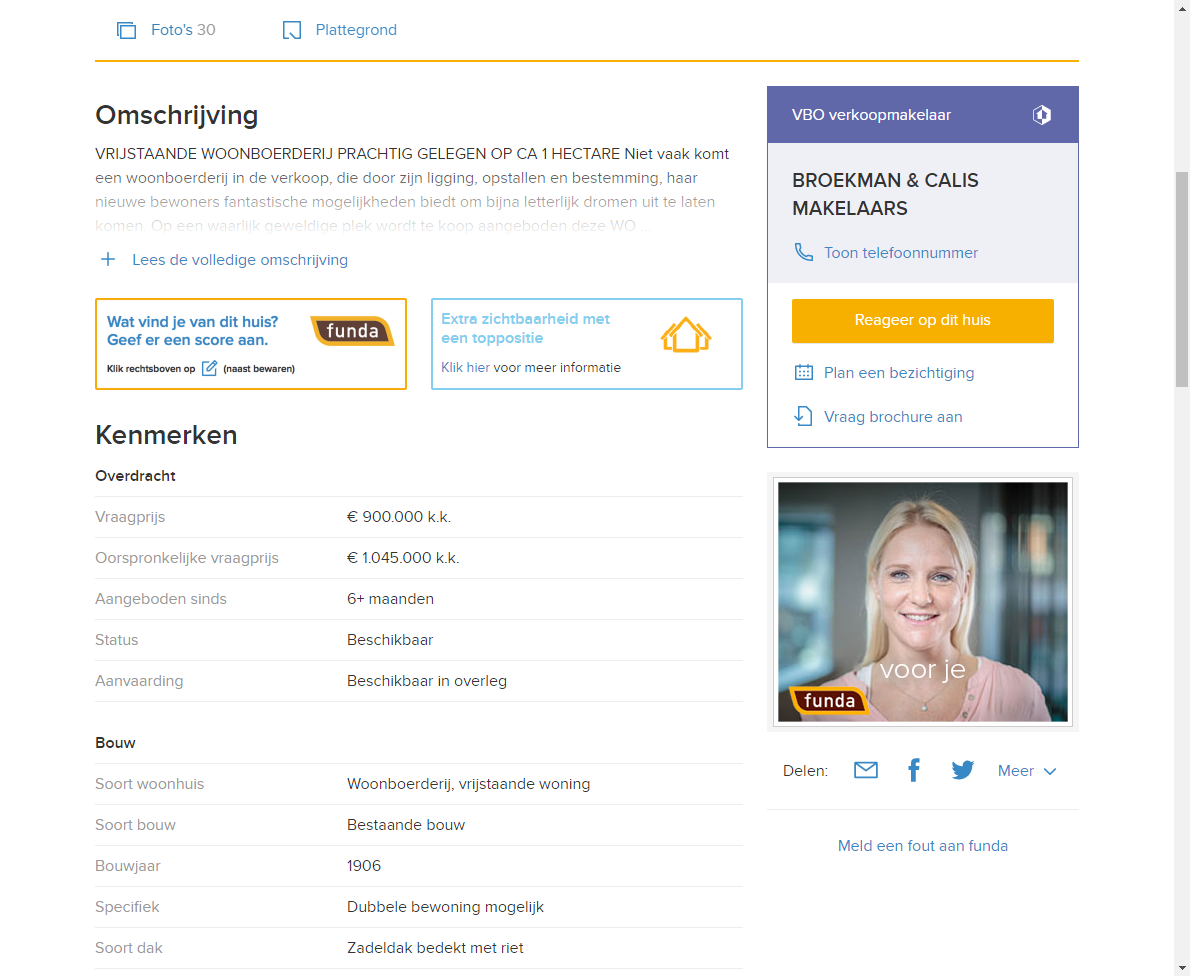 Foto's 30
Plattegrond
Omschrijving
VRIJSTAANDE WOONBOERDERIJ PRACHTIG GELEGEN OP CA 1 HECTARE Niet vaak komt
een woonboerderij in de verkoop, die door zijn ligging, opstallen en bestemming, haar
nieuwe bewoners fantastische mogelijkheden biedt om bijna letterlijk dromen uit te laten
komen. Op een waarlijk geweldige plek wordt te koop aangeboden deze WO ...
Lees de volledige omschrijving
Wat vind je van dit huis?
Geef er een score aan.
Klik rechtsboven op (naast bewaren)
funda
Extra zichtbaarheid met
een toppositie
Klik hier voor meer informatie
Kenmerken
Overdracht
Vraagprijs € 900.000 k.k.
Oorspronkelijke vraagprijs € 1.045.000 k.k.
Aangeboden sinds 6+ maanden
Status Beschikbaar
Aanvaarding Beschikbaar in overleg
Bouw
Soort woonhuis Woonboerderij, vrijstaande woning
Soort bouw Bestaande bouw
Bouwjaar 1906
Specifiek Dubbele bewoning mogelijk
Soort dak Zadeldak bedekt met riet
VBO verkoopmakelaar
BROEKMAN & CALIS
MAKELAARS
Toon telefoonnummer
Reageer op dit huis
Plan een bezichtiging
Vraag brochure aan
voor je
funda
Delen:
Meer
Meld een fout aan funda